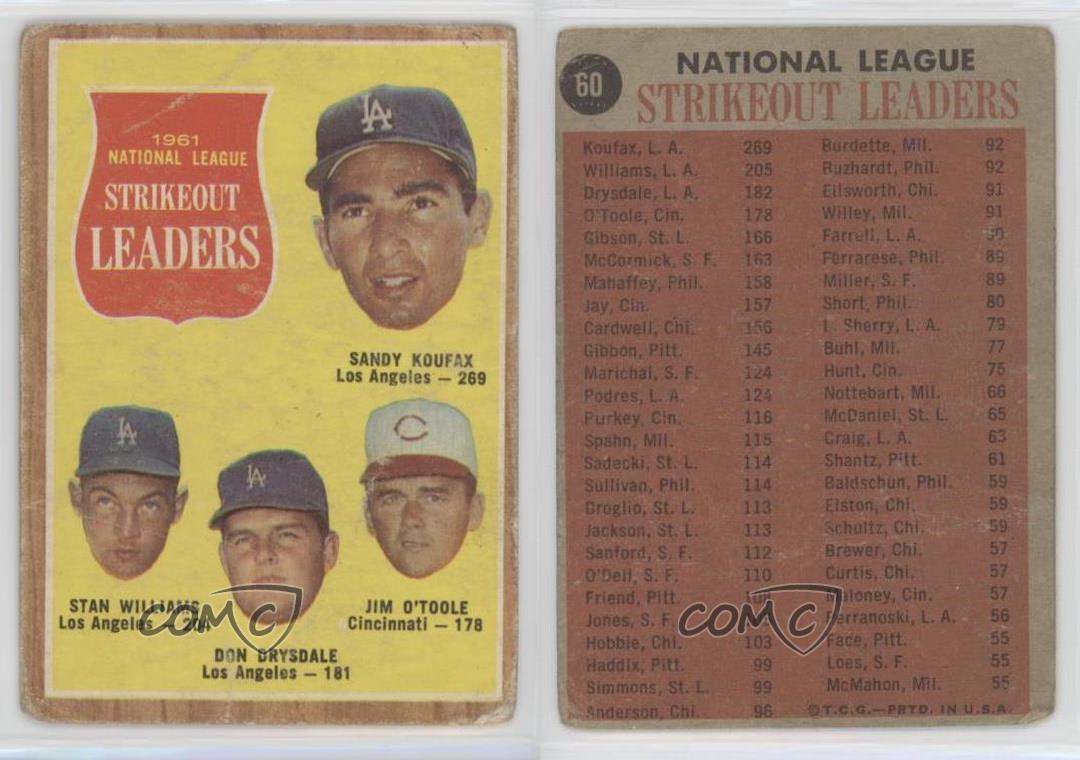 1961
NATIONAL LEAGUE
STRIKEOUT
LEADERS
LA
SANDY KOUFAX
Los Angeles — 269
LA
LA
C
STAN WILLIAMS
Los Angeles — 204
JIM O'TOOLE
Cincinnati — 178
DON DRYSDALE
Los Angeles — 181
COMC
60
NATIONAL LEAGUE
STRIKEOUT LEADERS
Koufax, L. A. 269
Williams, L. A. 205
Drysdale, L. A. 182
O'Toole, Cin. 178
Gibson, St. L. 166
McCormick, S. F. 163
Mahaffey, Phil. 158
Jay, Cin. 157
Cardwell, Chi. 156
Gibbon, Pitt. 145
Marichal, S. F. 124
Podres, L. A. 124
Purkey, Cin. 116
Spahn, Mil. 115
Sadecki, St. L. 114
Sullivan, Phil. 114
Broglio, St. L. 113
Jackson, St. L. 113
Sanford, S. F. 112
O'Dell, S. F. 110
Friend, Pitt. 108
Jones, S. F.
Hobbie, Chi. 103
Haddix, Pitt. 99
Simmons, St. L. 99
Anderson, Chi. 96
Burdette, Mil. 92
Buzhardt, Phil. 92
Ellsworth, Chi. 91
Willey, Mil. 91
Farrell, L. A. 90
Ferrarese, Phil. 89
Miller, S. F. 89
Short, Phil. 80
L. Sherry, L. A. 79
Buhl, Mil. 77
Hunt, Cin. 75
Nottebart, Mil. 66
McDaniel, St. L. 65
Craig, L. A. 63
Shantz, Pitt. 61
Baldschun, Phil. 59
Elston, Chi. 59
Schultz, Chi. 59
Brewer, Chi. 57
Curtis, Chi. 57
Maloney, Cin. 57
Perranoski, L. A. 56
Face, Pitt. 55
Loes, S. F. 55
McMahon, Mil. 55
©T.C.G.—PRTD. IN U.S.A.
COMC